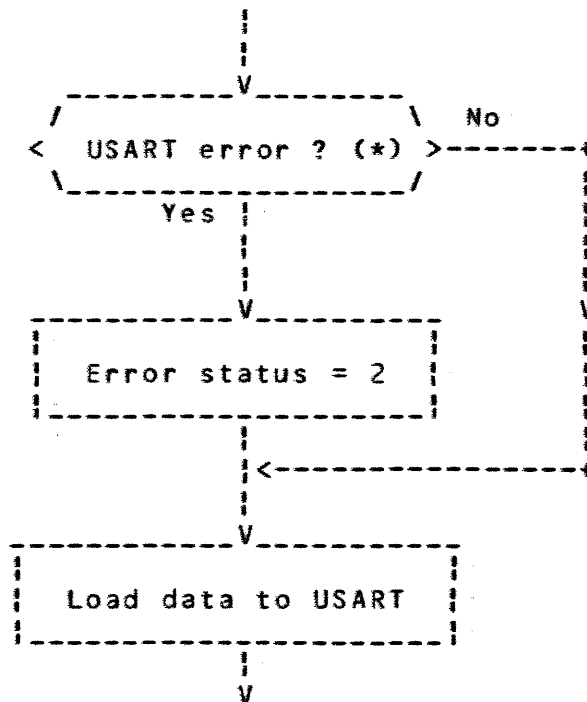 USART error ? (*)
No
Yes
Error status = 2
Load data to USART